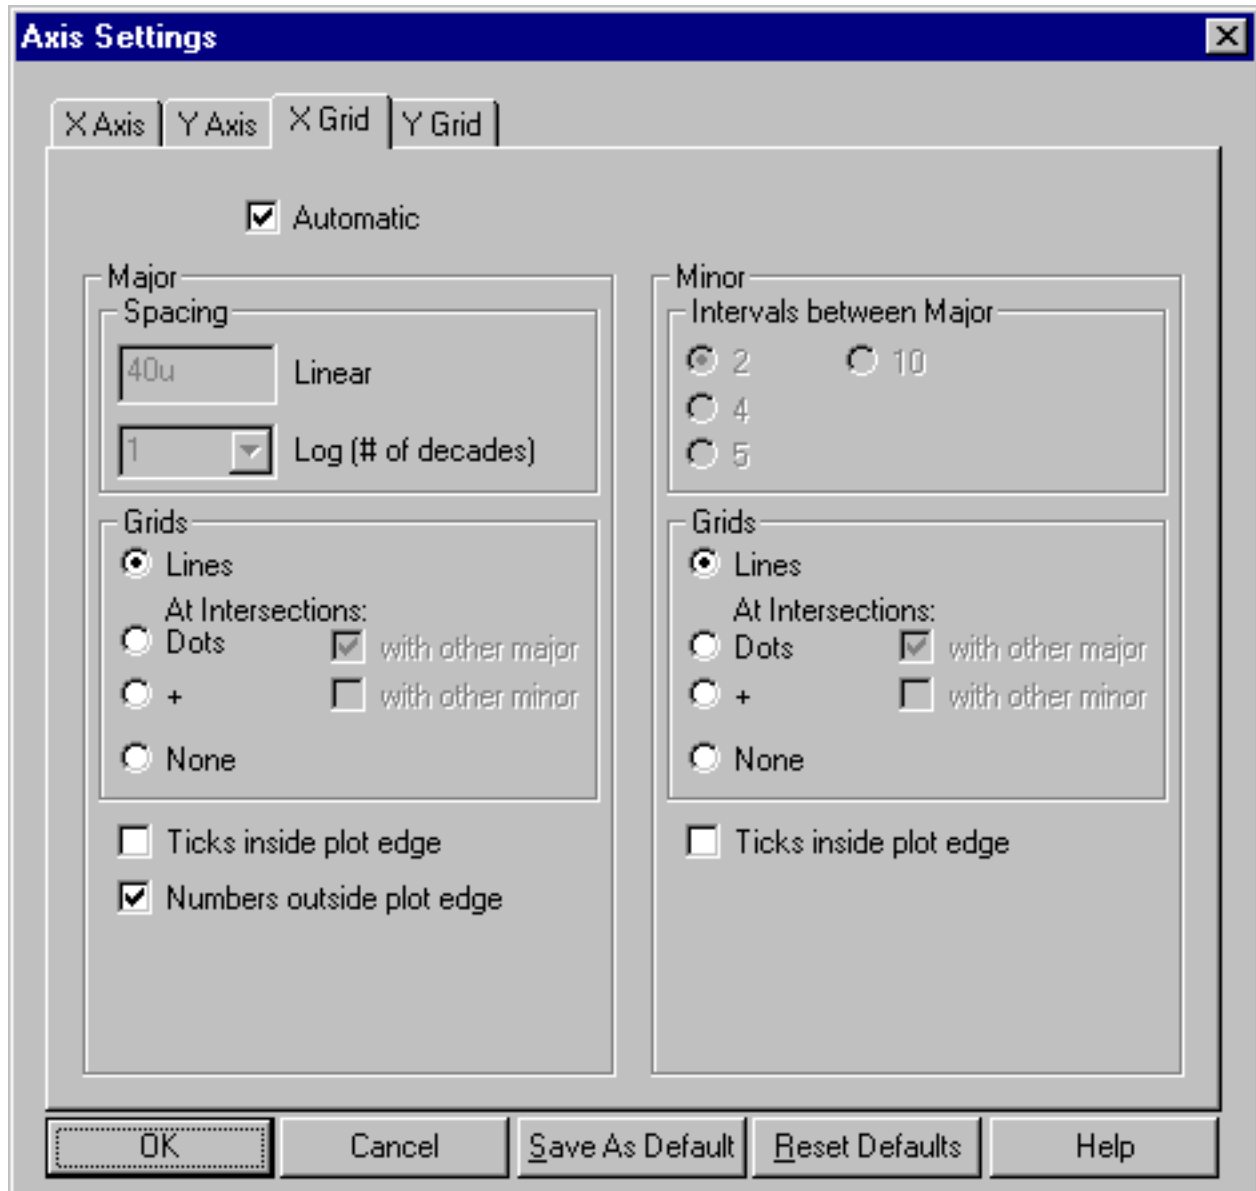 Axis Settings
X Axis Y Axis X Grid Y Grid
Automatic
Major
Spacing
40u Linear
1 Log (# of decades)
Grids
Lines
At Intersections:
Dots with other major
+ with other minor
None
Ticks inside plot edge
Numbers outside plot edge
Minor
Intervals between Major
2 10
4
5
Grids
Lines
At Intersections:
Dots with other major
+ with other minor
None
Ticks inside plot edge
OK Cancel Save As Default Reset Defaults Help